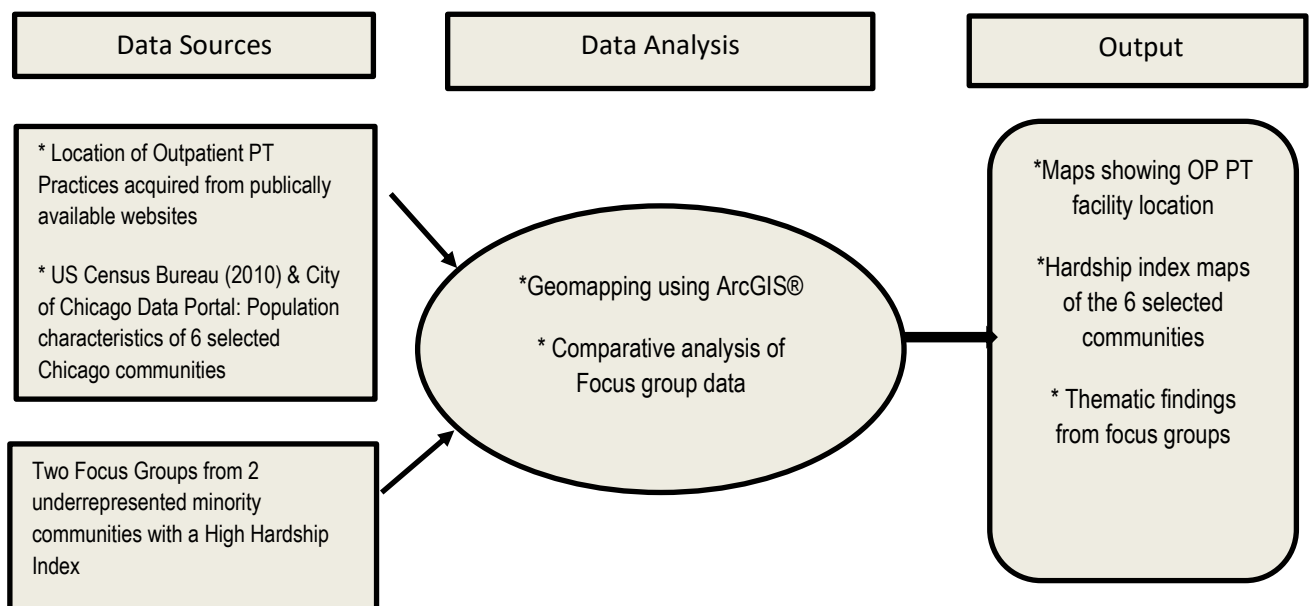 Data Sources
Data Analysis
Output
* Location of Outpatient PT
Practices acquired from publically
available websites
* US Census Bureau (2010) & City
of Chicago Data Portal: Population
characteristics of 6 selected
Chicago communities
Two Focus Groups from 2
underrepresented minority
communities with a High Hardship
Index
*Geomapping using ArcGIS®
* Comparative analysis of
Focus group data
*Maps showing OP PT
facility location
*Hardship index maps
of the 6 selected
communities
* Thematic findings
from focus groups